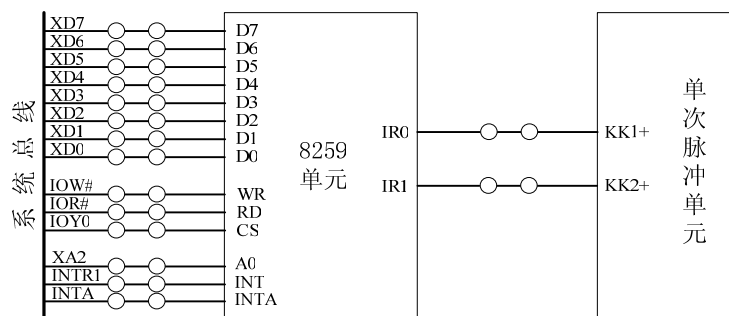 系统总线
XD7 D7
XD6 D6
XD5 D5
XD4 D4
XD3 D3
XD2 D2
XD1 D1
XD0 D0
IOW# WR
IOR# RD
IOY0 CS
XA2 A0
INTR1 INT
INTA INTA
8259
单元
IR0 KK1+
IR1 KK2+
单次脉冲单元